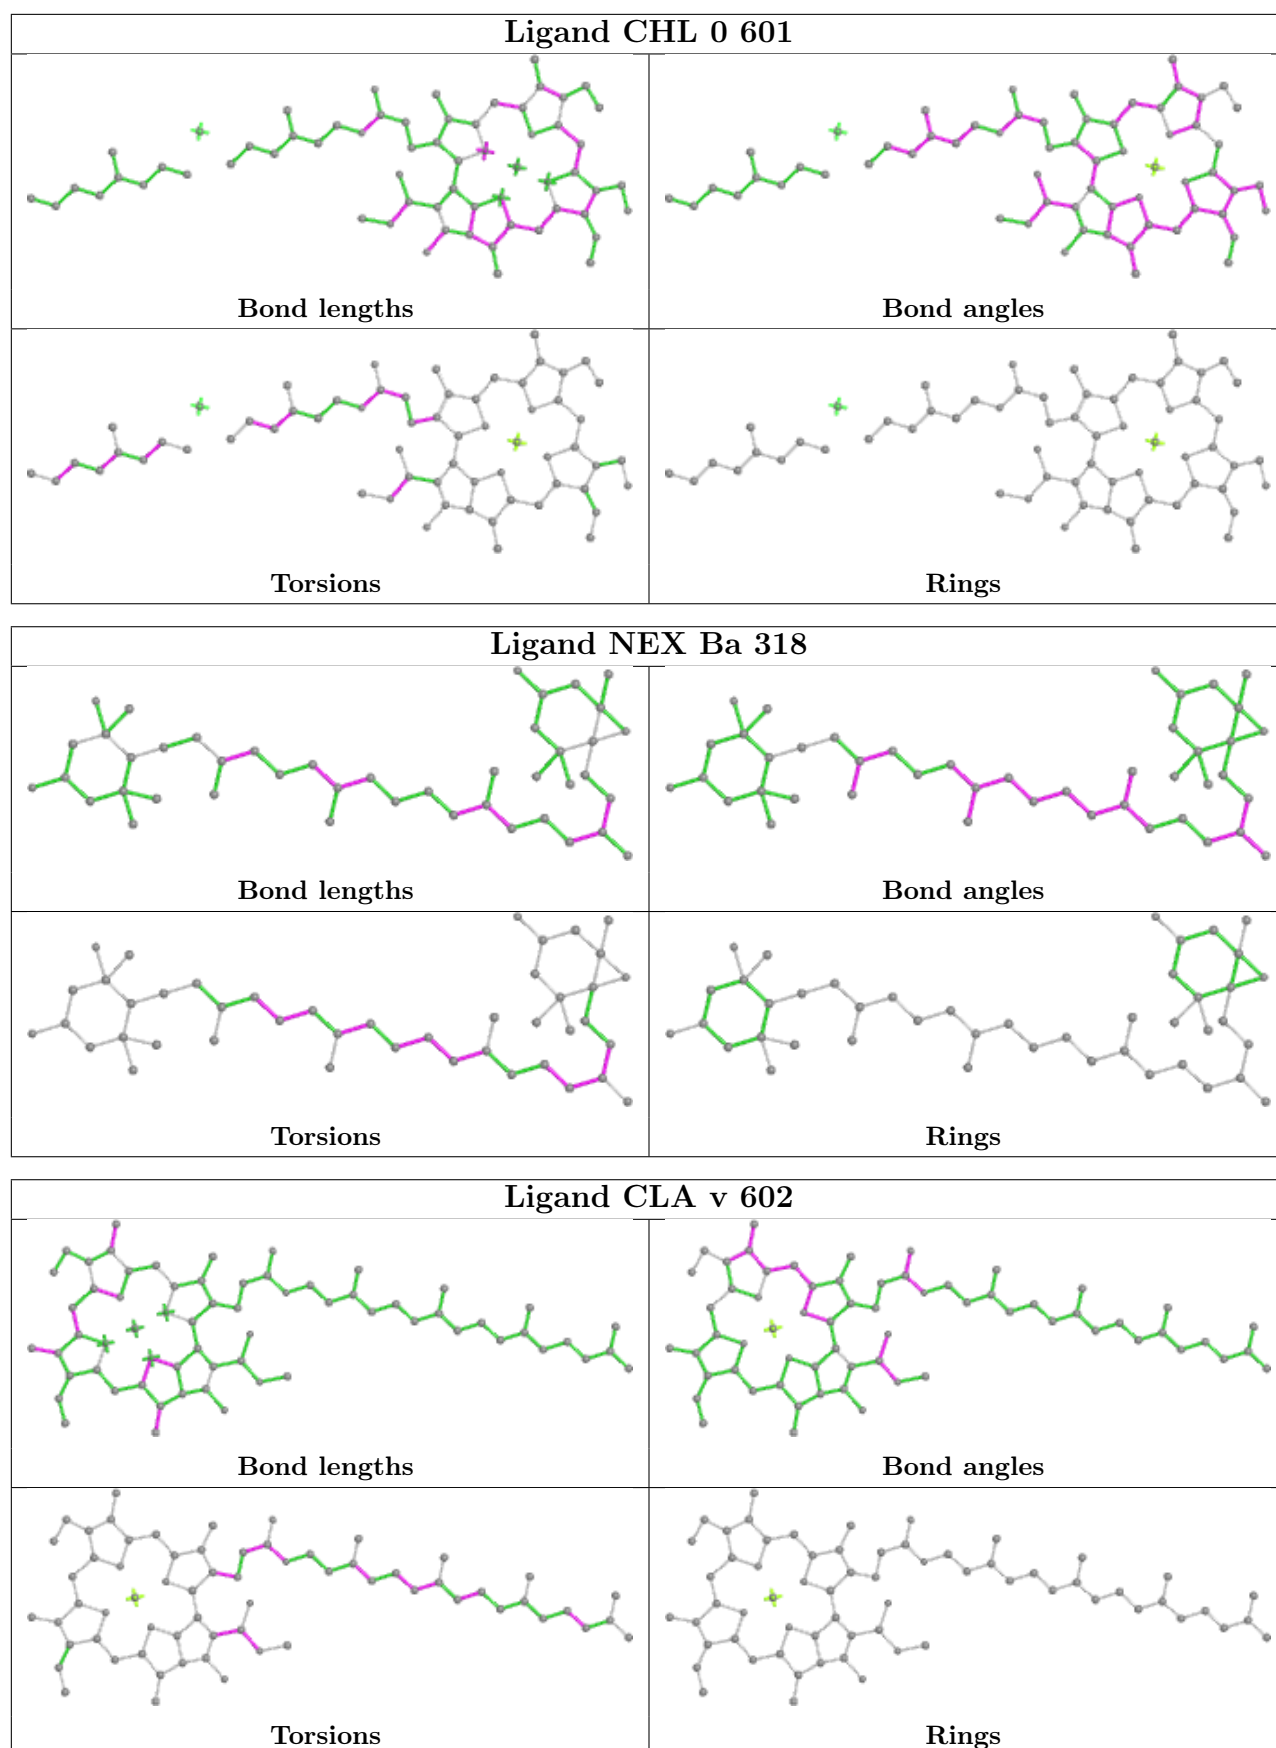 Ligand CHL 0 601
Bond lengths
Bond angles
Torsions
Rings
Ligand NEX Ba 318
Bond lengths
Bond angles
Torsions
Rings
Ligand CLA v 602
Bond lengths
Bond angles
Torsions
Rings